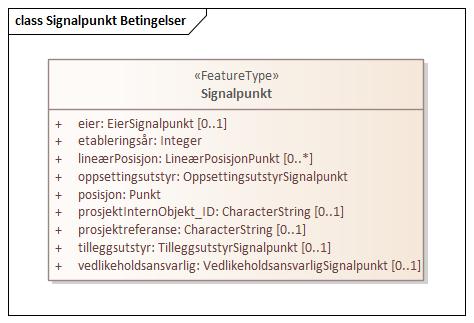 class Signalpunkt Betingelser
«FeatureType»
Signalpunkt
+ eier: EierSignalpunkt [0..1]
+ etableringsår: Integer
+ lineærPosisjon: LineærPosisjonPunkt [0..*]
+ oppsettingsutstyr: OppsettingsutstyrSignalpunkt
+ posisjon: Punkt
+ prosjektInternObjekt_ID: CharacterString [0..1]
+ prosjektreferanse: CharacterString [0..1]
+ tilleggsutstyr: TilleggsutstyrSignalpunkt [0..1]
+ vedlikeholdsansvarlig: VedlikeholdsansvarligSignalpunkt [0..1]